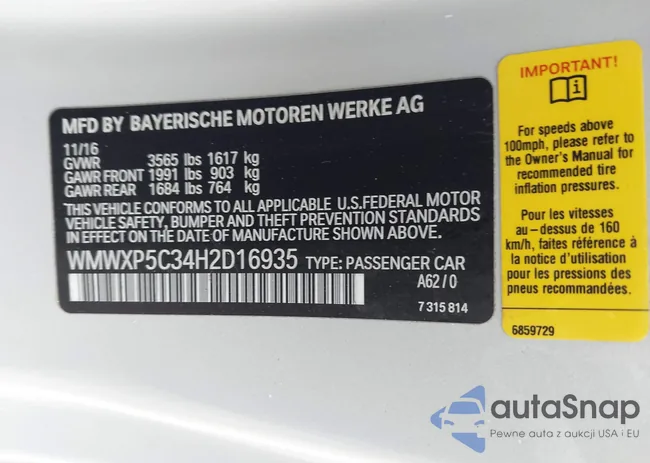 MFD BY BAYERISCHE MOTOREN WERKE AG
11/16
GVWR 3565 lbs 1617 kg
GAWR FRONT 1991 lbs 903 kg
GAWR REAR 1684 lbs 764 kg
THIS VEHICLE CONFORMS TO ALL APPLICABLE U.S.FEDERAL MOTOR
VEHICLE SAFETY, BUMPER AND THEFT PREVENTION STANDARDS
IN EFFECT ON THE DATE OF MANUFACTURE SHOWN ABOVE.
WMWXP5C34H2D16935 TYPE: PASSENGER CAR
A62/0
7 315 814
IMPORTANT!
For speeds above
100mph, please refer to
the Owner's Manual for
recommended tire
inflation pressures.
Pour les vitesses
au-dessus de 160
km/h, faites référence à
la notice pour les
pressions des pneus
pneus recommandées.
6859729
autaSnap
Pewne auta z aukcji USA i EU